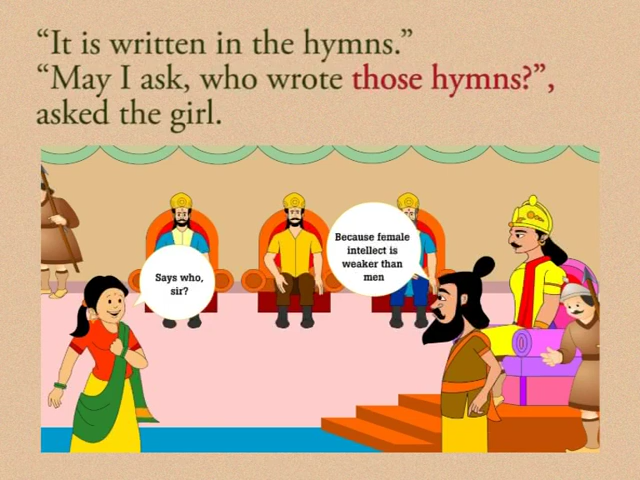 “It is written in the hymns.”
“May I ask, who wrote those hymns?”,
asked the girl.
Says who,
sir?
Because female
intellect is
weaker than
men